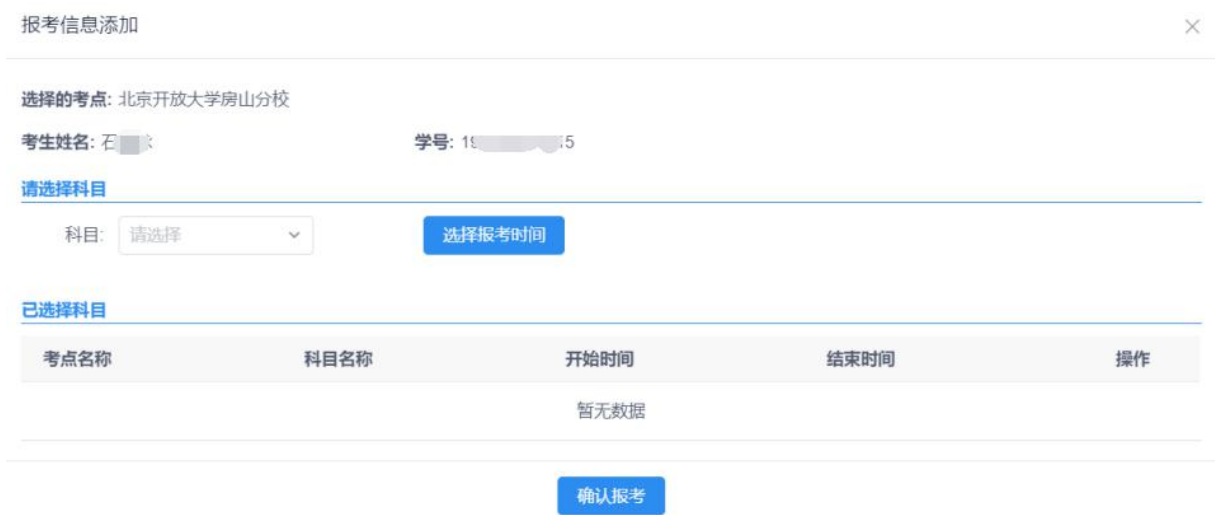 报考信息添加
选择的考点: 北京开放大学房山分校
考生姓名: 石 学号: 19 15
请选择科目
科目: 请选择 选择报考时间
已选择科目
考点名称 科目名称 开始时间 结束时间 操作
暂无数据
确认报考